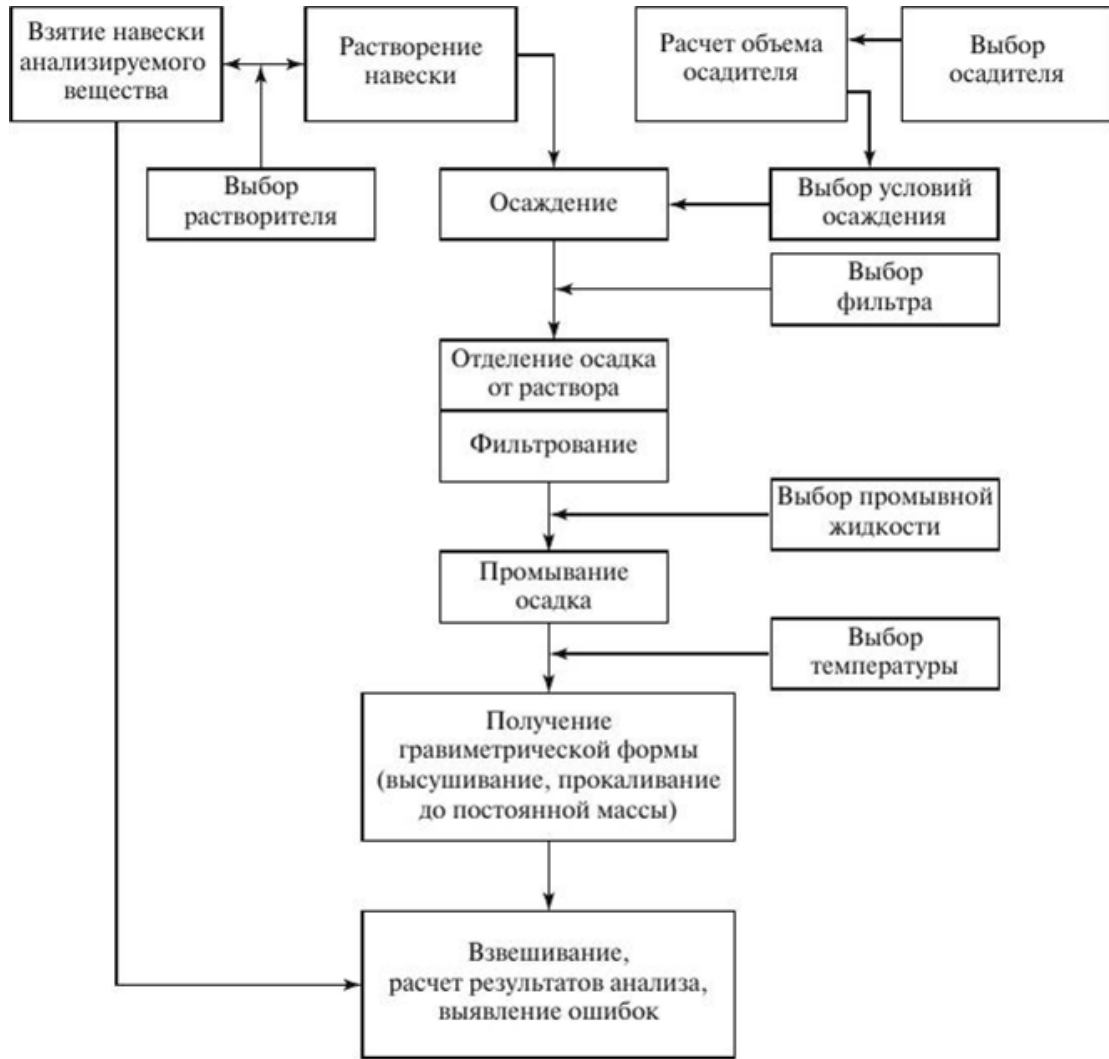 Взятие навески
анализируемого
вещества
Растворение
навески
Расчет объема
осадителя
Выбор
осадителя
Выбор
растворителя
Осаждение
Выбор условий
осаждения
Выбор
фильтра
Отделение осадка
от раствора
Фильтрование
Выбор промывной
жидкости
Промывание
осадка
Выбор
температуры
Получение
гравиметрической формы
(высушивание, прокаливание
до постоянной массы)
Взвешивание,
расчет результатов анализа,
выявление ошибок